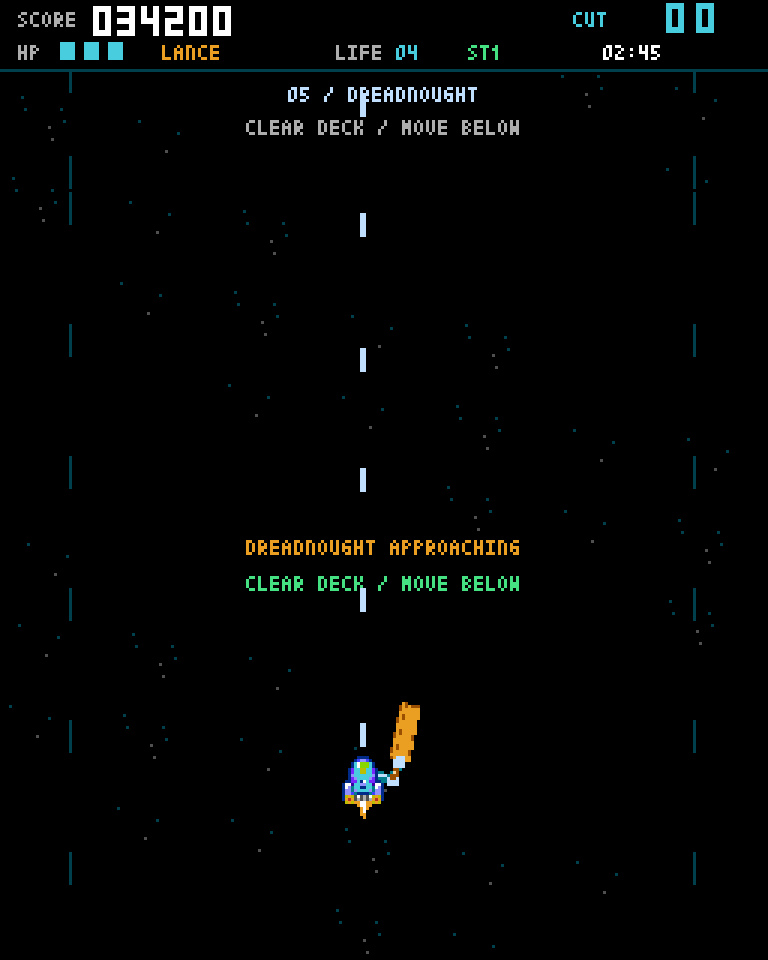 SCORE 034200 CUT 00
HP LANCE LIFE 04 ST1 02:45
05 / DREADNOUGHT
CLEAR DECK / MOVE BELOW
DREADNOUGHT APPROACHING
CLEAR DECK / MOVE BELOW